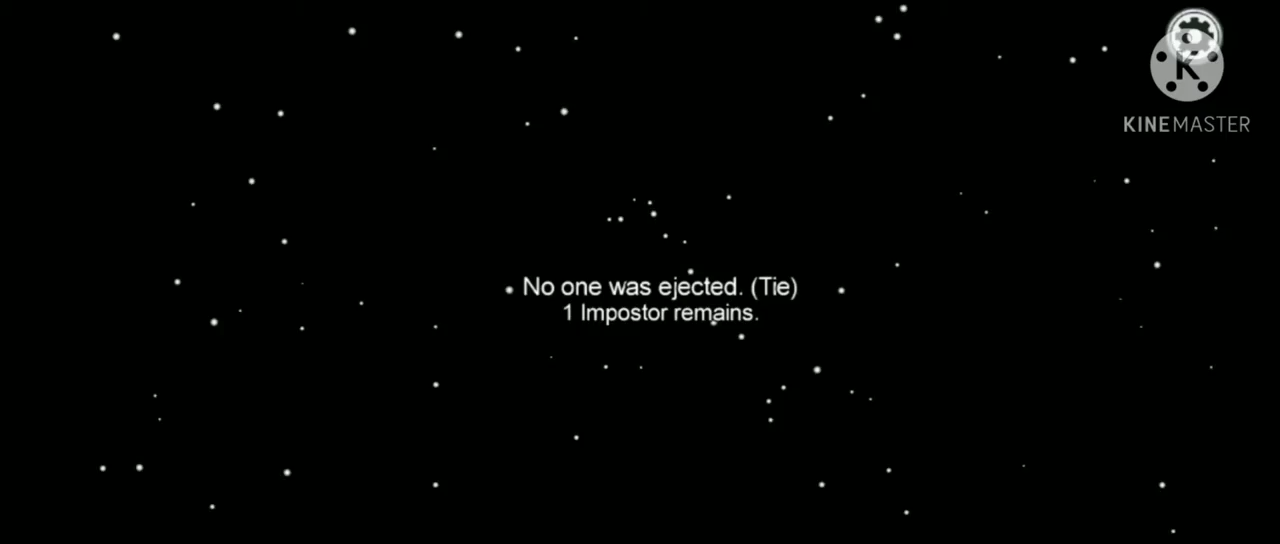 K
KINEMASTER
No one was ejected. (Tie)
1 Impostor remains.